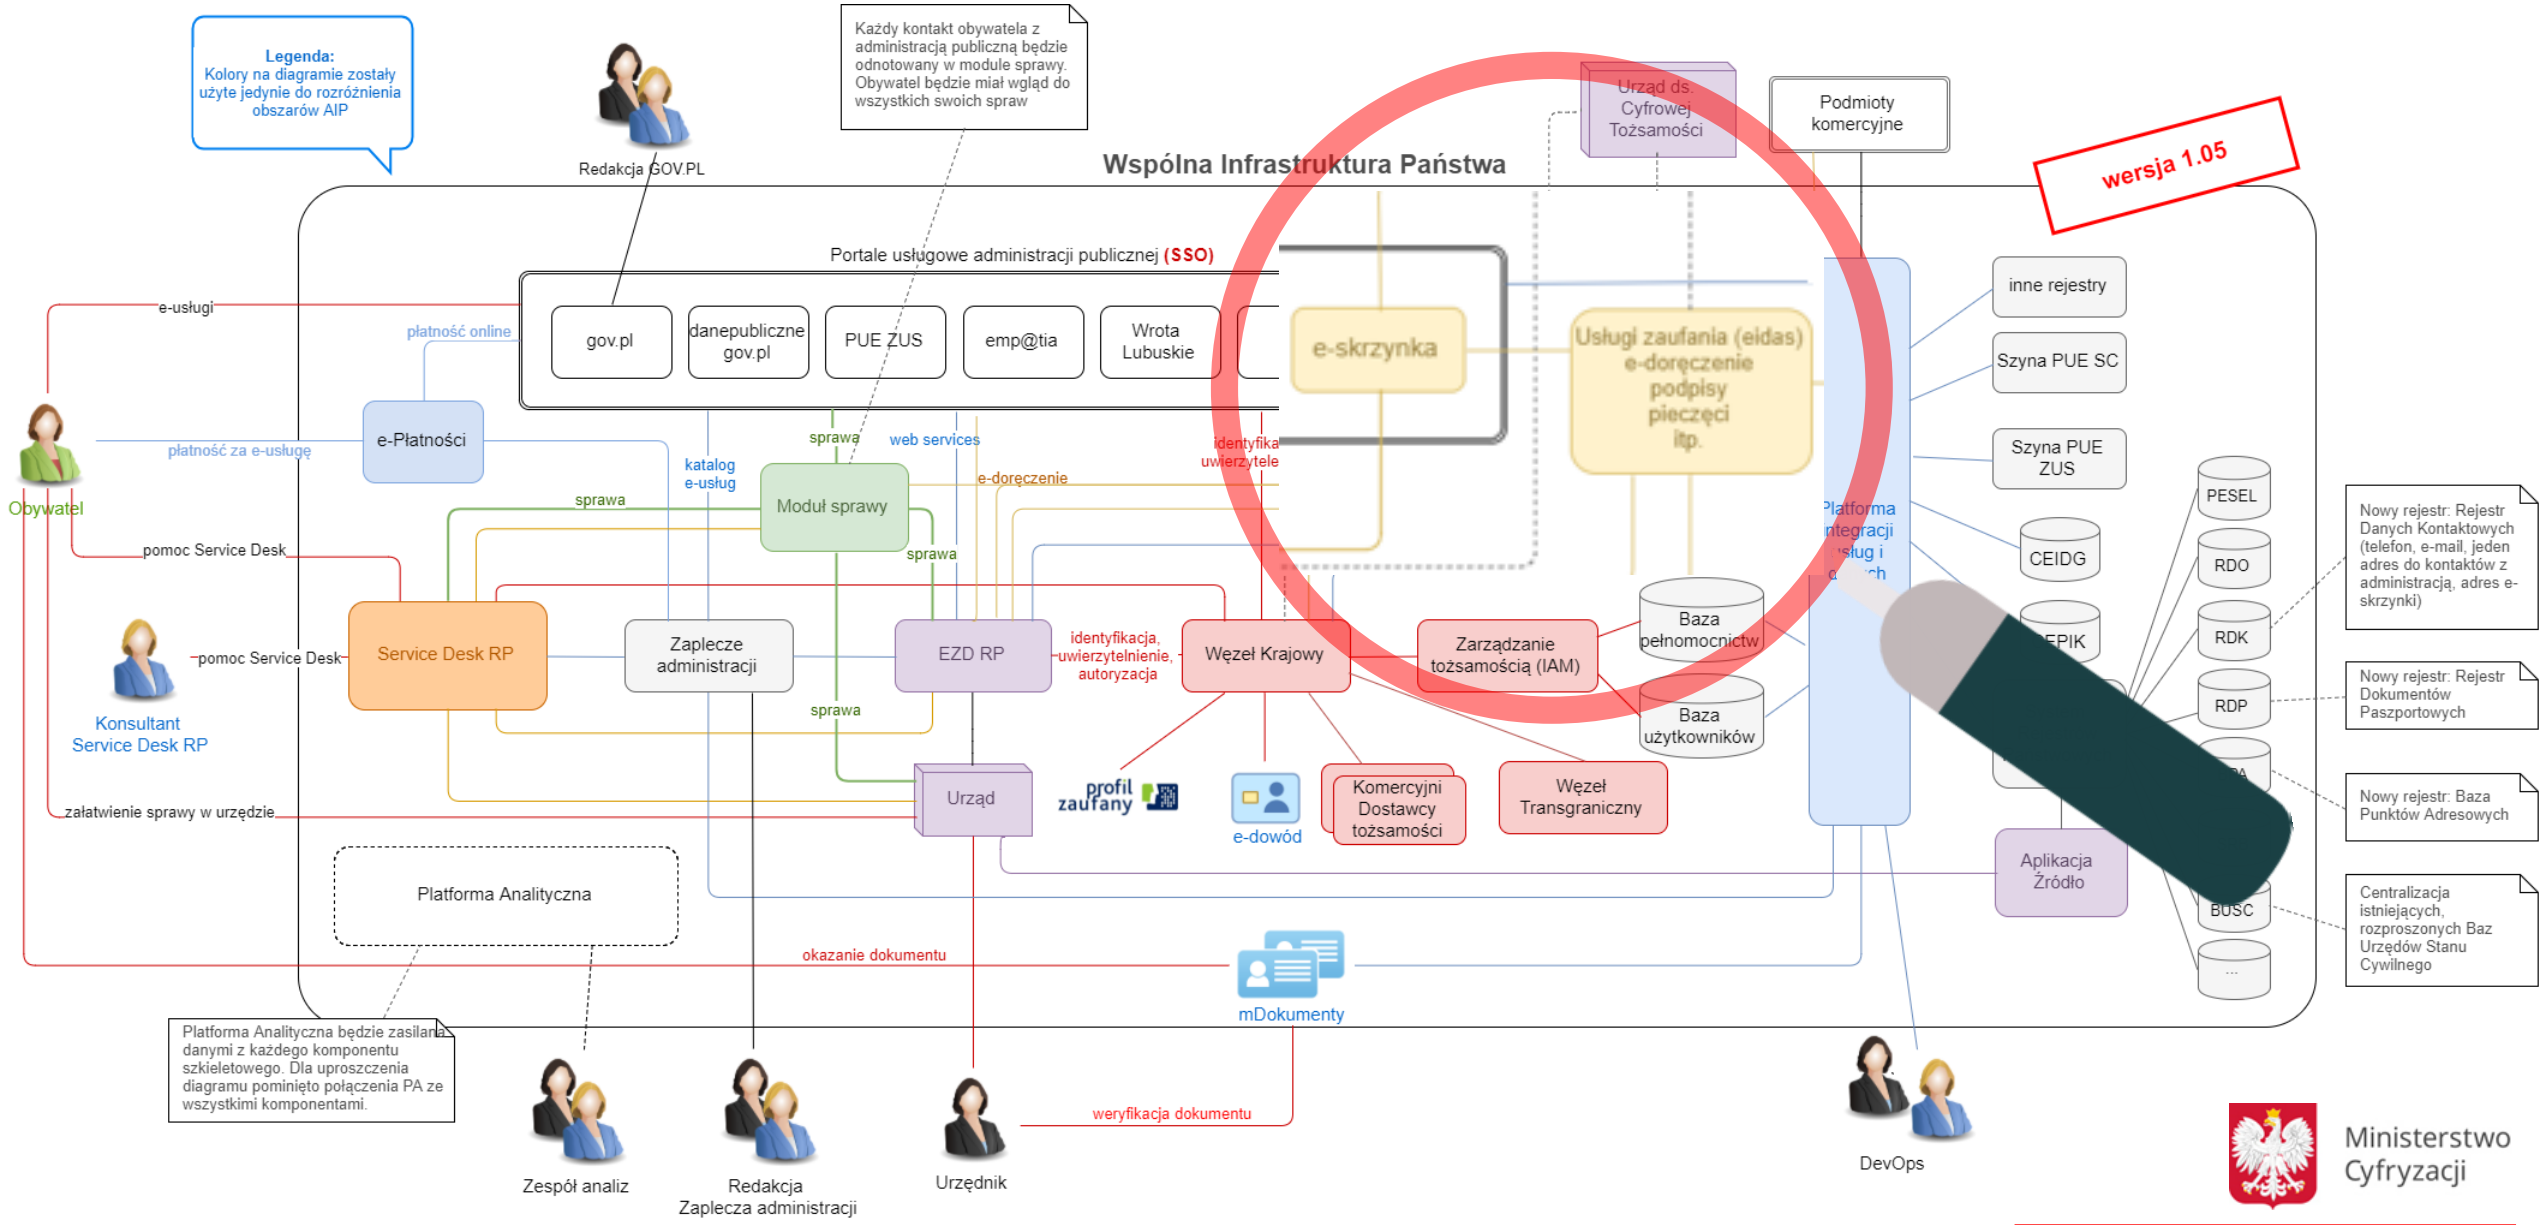 Legenda:
Kolory na diagramie zostały
użyte jedynie do rozróżnienia
obszarów AIP
Redakcja GOV.PL
Każdy kontakt obywatela z
administracją publiczną będzie
odnotowany w module sprawy.
Obywatel będzie miał wgląd do
wszystkich swoich spraw
Urząd ds.
Cyfrowej
Tożsamości
Podmioty
komercyjne
wersja 1.05
Wspólna Infrastruktura Państwa
Portale usługowe administracji publicznej (SSO)
e-usługi
płatność online
gov.pl
danepubliczne
gov.pl
PUE ZUS
emp@tia
Wrota
Lubuskie
e-skrzynka
Usługi zaufania (eidas)
e-doręczenie
podpisy
pieczęci
itp.
inne rejestry
Szyna PUE SC
Szyna PUE
ZUS
CEIDG
Platforma
integracji
usług i
Obywatel
płatność za e-usługę
e-Płatności
katalog
e-usług
sprawa
web services
e-doręczenie
sprawa
Moduł sprawy
sprawa
pomoc Service Desk
pomoc Service Desk
Konsultant
Service Desk RP
Service Desk RP
Zaplecze
administracji
EZD RP
identyfikacja,
uwierzytelnienie,
autoryzacja
Węzeł Krajowy
Zarządzanie
tożsamością (IAM)
Baza
pełnomocnictw
Baza
użytkowników
sprawa
załatwienie sprawy w urzędzie
Urząd
profil
zaufany
e-dowód
Komercyjni
Dostawcy
tożsamości
Węzeł
Transgraniczny
Aplikacja
Źródło
PESEL
RDO
RDK
RDP
BUSC
...
Nowy rejestr: Rejestr
Danych Kontaktowych
(telefon, e-mail, jeden
adres do kontaktów z
administracją, adres e-
skrzynki)
Nowy rejestr: Rejestr
Dokumentów
Paszportowych
Nowy rejestr: Baza
Punktów Adresowych
Centralizacja
istniejących,
rozproszonych Baz
Urzędów Stanu
Cywilnego
Platforma Analityczna
okazanie dokumentu
mDokumenty
Platforma Analityczna będzie zasilana
danymi z każdego komponentu
szkieletowego. Dla uproszczenia
diagramu pominięto połączenia PA ze
wszystkimi komponentami.
weryfikacja dokumentu
Zespół analiz
Redakcja
Zaplecza administracji
Urzędnik
DevOps
Ministerstwo
Cyfryzacji